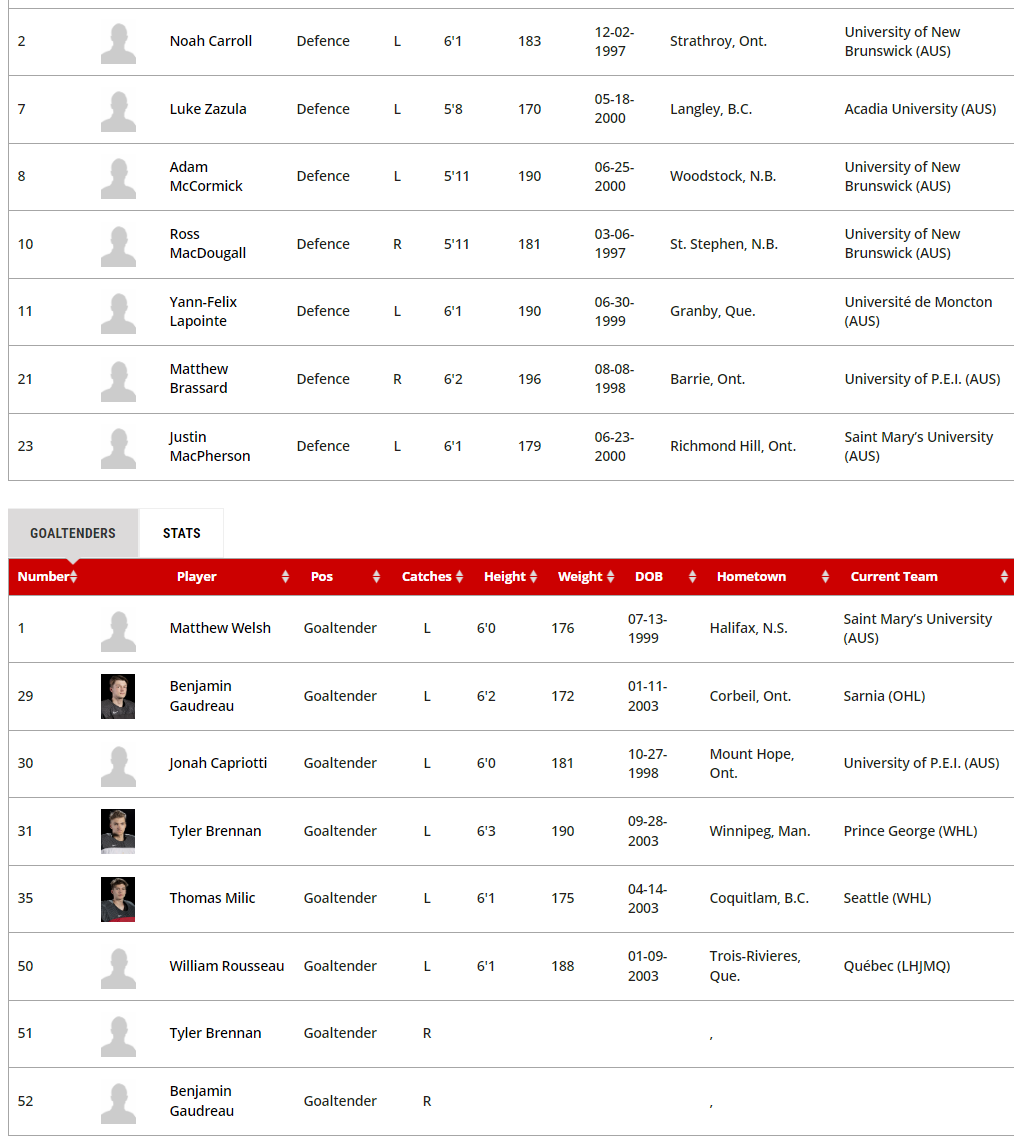 2 Noah Carroll Defence L 6'1 183 12-02-1997 Strathroy, Ont. University of New Brunswick (AUS)
7 Luke Zazula Defence L 5'8 170 05-18-2000 Langley, B.C. Acadia University (AUS)
8 Adam McCormick Defence L 5'11 190 06-25-2000 Woodstock, N.B. University of New Brunswick (AUS)
10 Ross MacDougall Defence R 5'11 181 03-06-1997 St. Stephen, N.B. University of New Brunswick (AUS)
11 Yann-Felix Lapointe Defence L 6'1 190 06-30-1999 Granby, Que. Université de Moncton (AUS)
21 Matthew Brassard Defence R 6'2 196 08-08-1998 Barrie, Ont. University of P.E.I. (AUS)
23 Justin MacPherson Defence L 6'1 179 06-23-2000 Richmond Hill, Ont. Saint Mary’s University (AUS)
GOALTENDERS STATS
Number Player Pos Catches Height Weight DOB Hometown Current Team
1 Matthew Welsh Goaltender L 6'0 176 07-13-1999 Halifax, N.S. Saint Mary’s University (AUS)
29 Benjamin Gaudreau Goaltender L 6'2 172 01-11-2003 Corbeil, Ont. Sarnia (OHL)
30 Jonah Capriotti Goaltender L 6'0 181 10-27-1998 Mount Hope, Ont. University of P.E.I. (AUS)
31 Tyler Brennan Goaltender L 6'3 190 09-28-2003 Winnipeg, Man. Prince George (WHL)
35 Thomas Milic Goaltender L 6'1 175 04-14-2003 Coquitlam, B.C. Seattle (WHL)
50 William Rousseau Goaltender L 6'1 188 01-09-2003 Trois-Rivieres, Que. Québec (LHJMQ)
51 Tyler Brennan Goaltender R ,
52 Benjamin Gaudreau Goaltender R ,